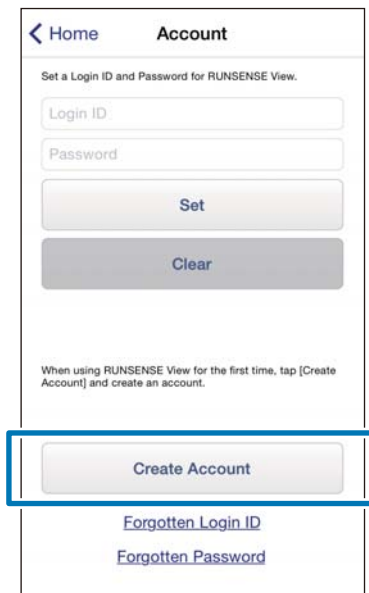 Home Account
Set a Login ID and Password for RUNSENSE View.
Login ID
Password
Set
Clear
When using RUNSENSE View for the first time, tap [Create
Account] and create an account.
Create Account
Forgotten Login ID
Forgotten Password